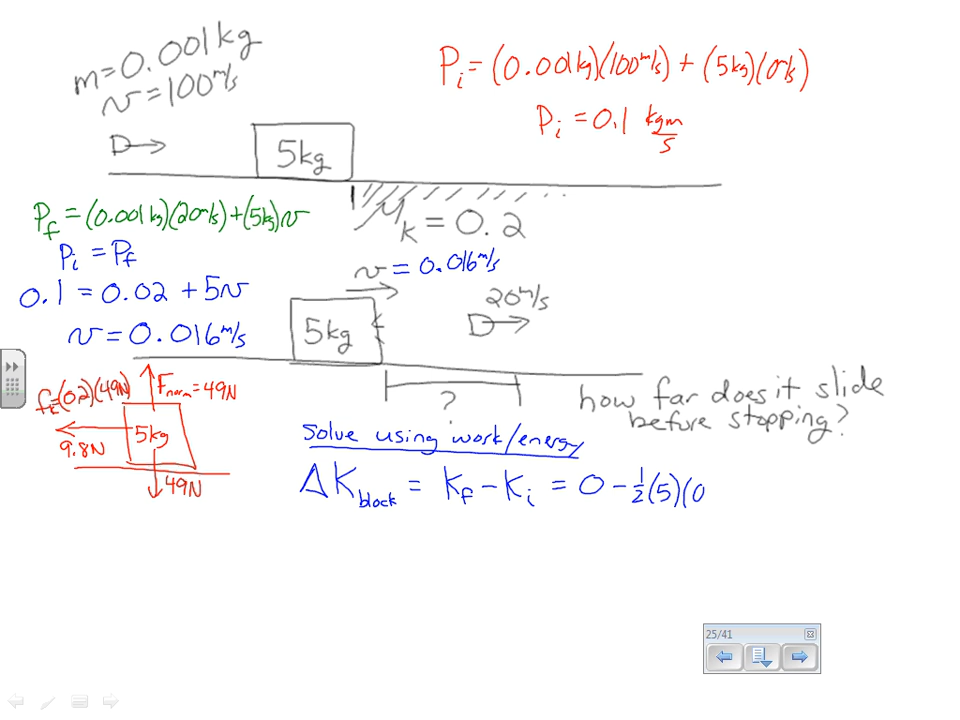 m=0.001kg
v=100m/s
Pi=(0.001kg)(100m/s)+(5kg)(0m/s)
Pi=0.1 kgm/s
5kg
μk=0.2
Pf=(0.001kg)(20m/s)+(5kg)v
Pi=Pf
0.1=0.02+5v
v=0.016m/s
v=0.016m/s
20m/s
5kg
?
how far does it slide
before stopping?
fk=(0.2)(49N)
Fnorm=49N
5kg
9.8N
49N
Solve using work/energy
ΔKblock = Kf-Ki = 0-1/2(5)(0
25/41